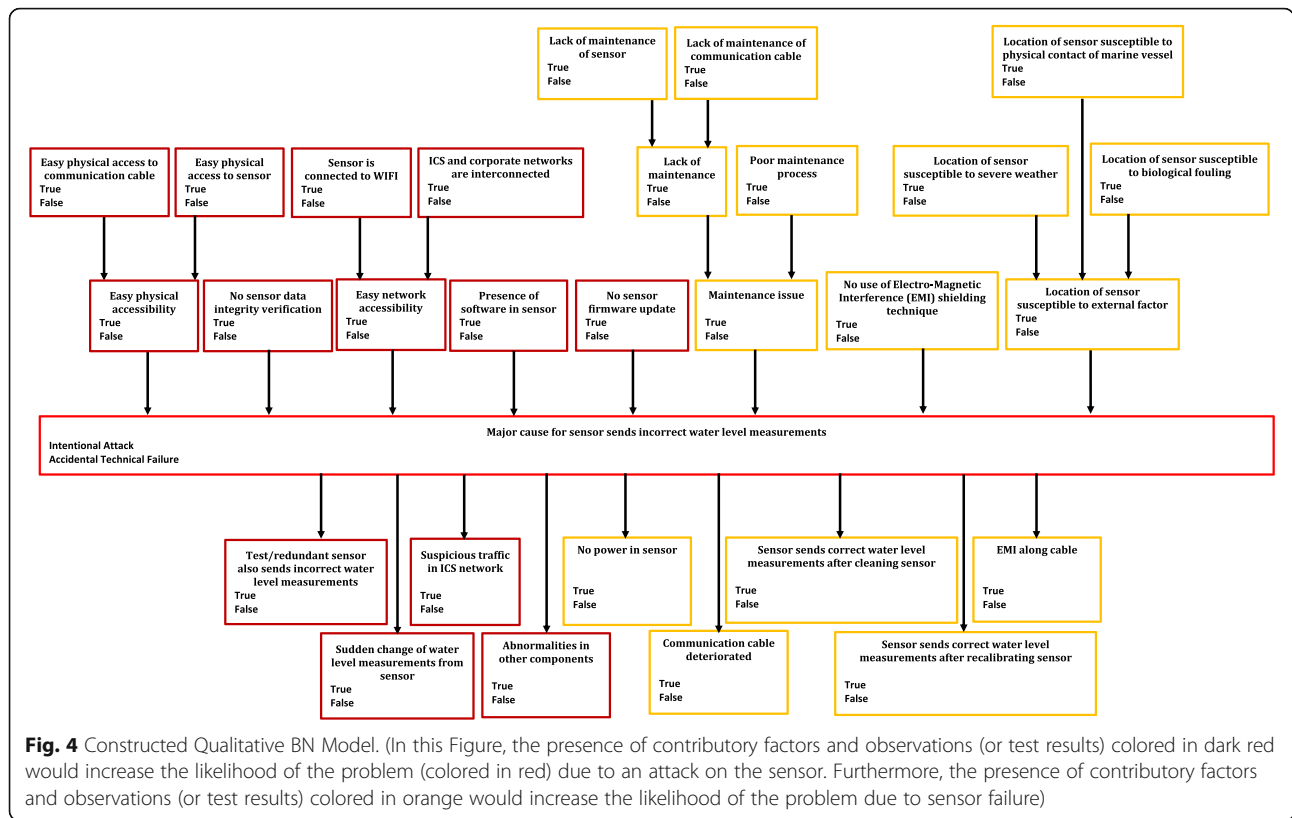 Lack of maintenance
of sensor
True
False
Lack of maintenance of
communication cable
True
False
Location of sensor susceptible to
physical contact of marine vessel
True
False
Easy physical access to
communication cable
True
False
Easy physical
access to sensor
True
False
Sensor is
connected to WIFI
True
False
ICS and corporate networks
are interconnected
True
False
Lack of
maintenance
True
False
Poor maintenance
process
True
False
Location of sensor
susceptible to severe weather
True
False
Location of sensor susceptible
to biological fouling
True
False
Easy physical
accessibility
True
False
No sensor data
integrity verification
True
False
Easy network
accessibility
True
False
Presence of
software in sensor
True
False
No sensor
firmware update
True
False
Maintenance issue
True
False
No use of Electro-Magnetic
Interference (EMI) shielding
technique
True
False
Location of sensor
susceptible to external factor
True
False
Major cause for sensor sends incorrect water level measurements
Intentional Attack
Accidental Technical Failure
Test/redundant sensor
also sends incorrect water
level measurements
True
False
Suspicious traffic
in ICS network
True
False
No power in sensor
True
False
Sensor sends correct water level
measurements after cleaning sensor
True
False
EMI along cable
True
False
Sudden change of water
level measurements from
sensor
True
False
Abnormalities in
other components
True
False
Communication cable
deteriorated
True
False
Sensor sends correct water level
measurements after recalibrating sensor
True
False
Fig. 4 Constructed Qualitative BN Model. (In this Figure, the presence of contributory factors and observations (or test results) colored in dark red
would increase the likelihood of the problem (colored in red) due to an attack on the sensor. Furthermore, the presence of contributory factors
and observations (or test results) colored in orange would increase the likelihood of the problem due to sensor failure)